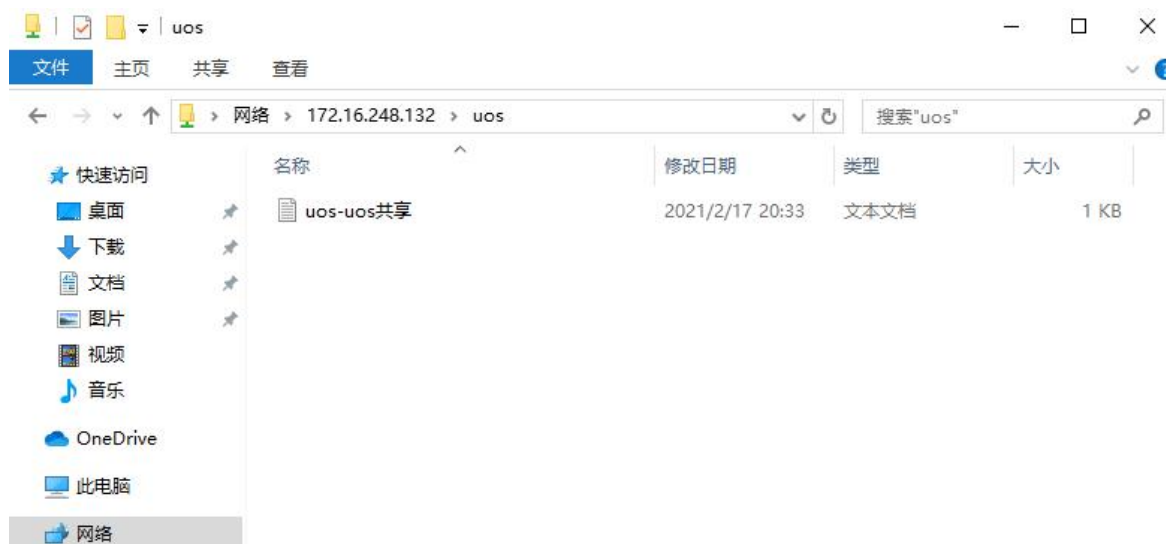 uos
文件 主页 共享 查看
网络 172.16.248.132 uos 搜索"uos"
名称 修改日期 类型 大小
uos-uos共享 2021/2/17 20:33 文本文档 1 KB
快速访问
桌面
下载
文档
图片
视频
音乐
OneDrive
此电脑
网络